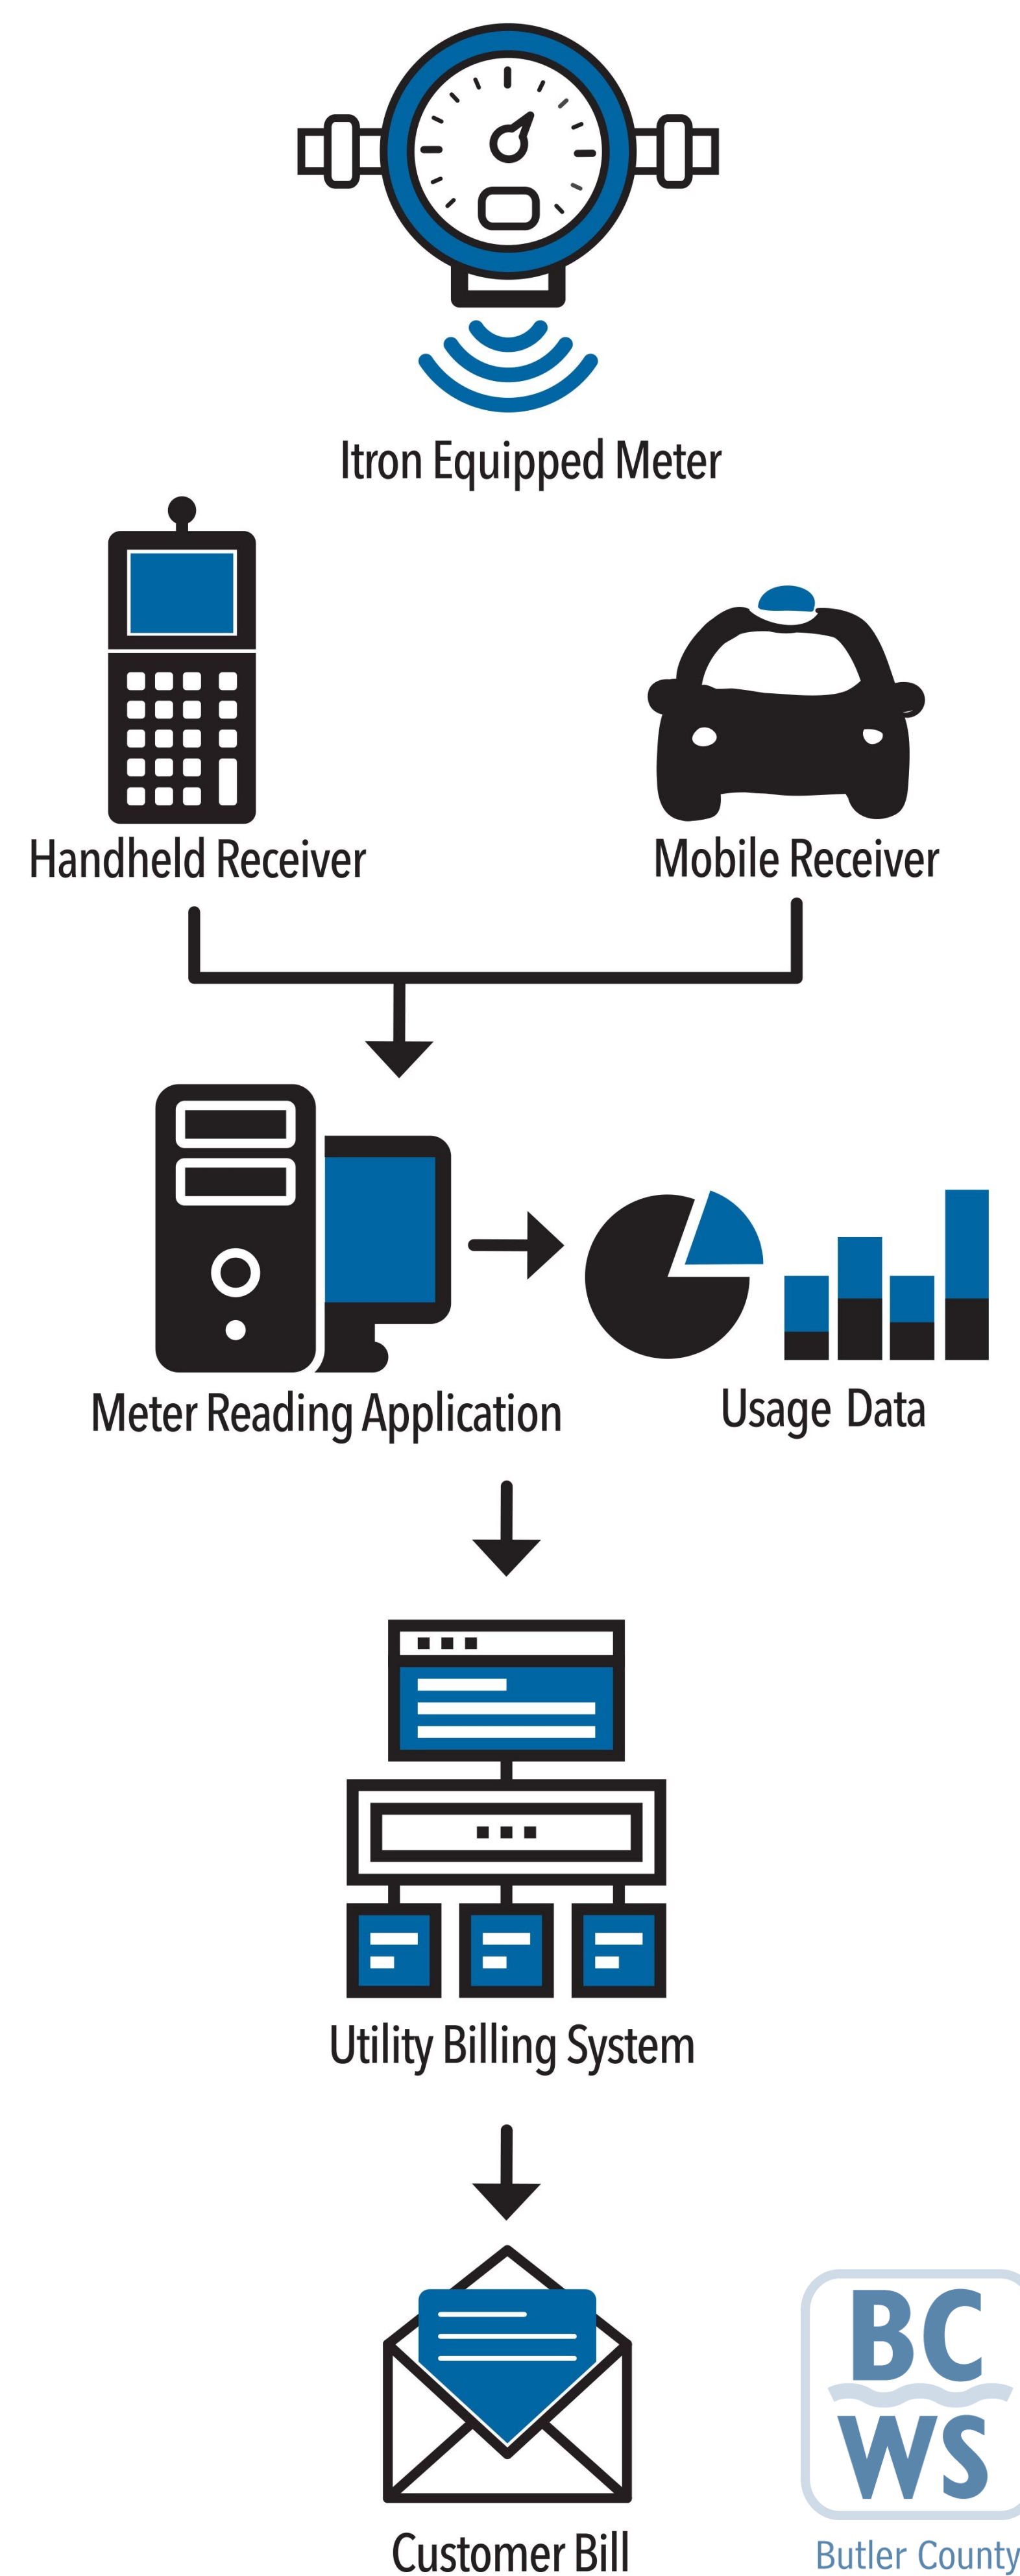 Itron Equipped Meter
Handheld Receiver
Mobile Receiver
Meter Reading Application
Usage Data
Utility Billing System
Customer Bill
BC
WS
Butler County